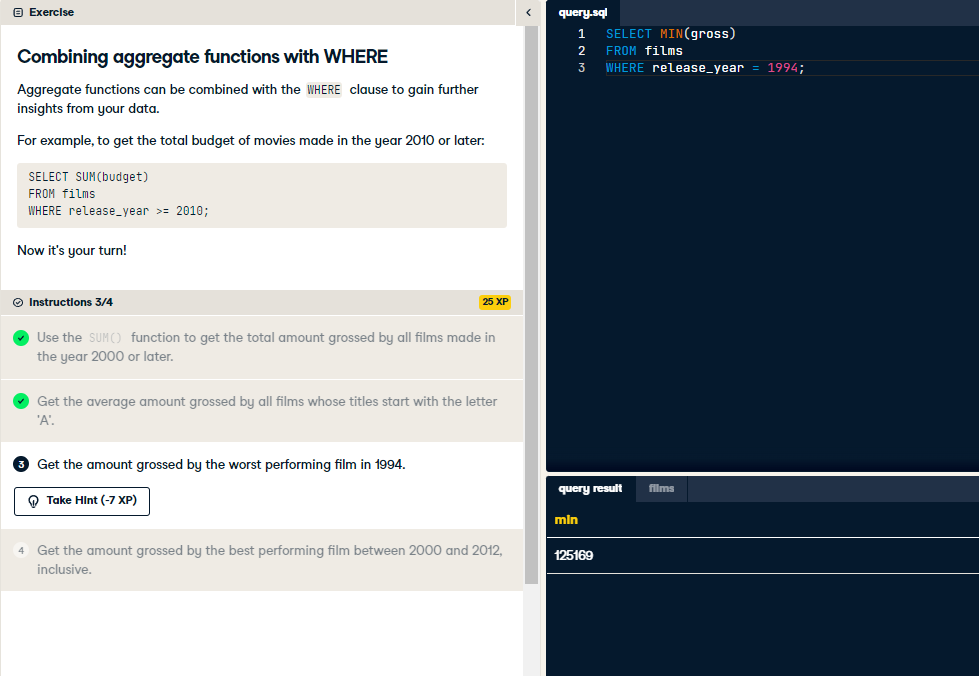 Exercise
Combining aggregate functions with WHERE
Aggregate functions can be combined with the WHERE clause to gain further
insights from your data.
For example, to get the total budget of movies made in the year 2010 or later:
SELECT SUM(budget)
FROM films
WHERE release_year >= 2010;
Now it's your turn!
Instructions 3/4
25 XP
Use the SUM() function to get the total amount grossed by all films made in
the year 2000 or later.
Get the average amount grossed by all films whose titles start with the letter
'A'.
3 Get the amount grossed by the worst performing film in 1994.
Take Hint (-7 XP)
4 Get the amount grossed by the best performing film between 2000 and 2012,
inclusive.
query.sql
1 SELECT MIN(gross)
2 FROM films
3 WHERE release_year = 1994;
query result
films
min
125169